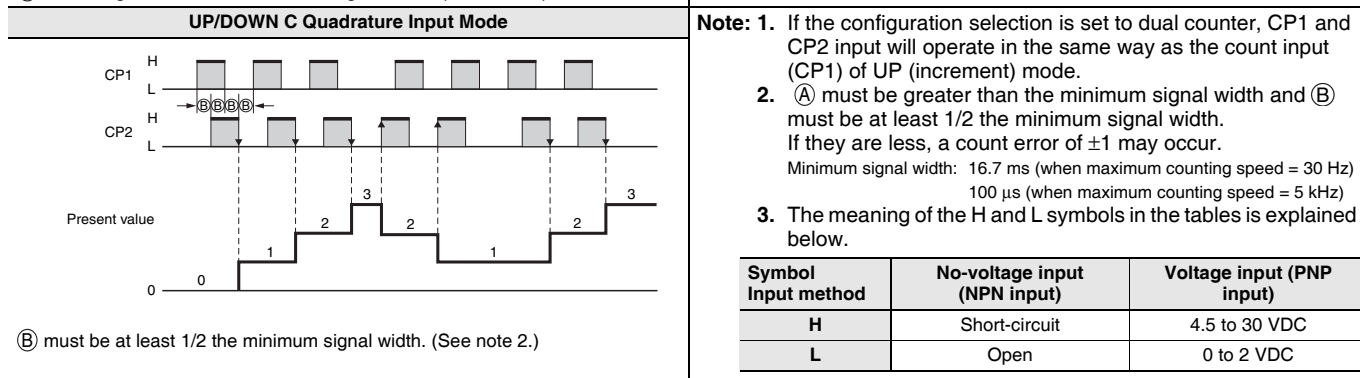 UP/DOWN C Quadrature Input Mode
CP1
H
L
Ⓑ Ⓑ Ⓑ Ⓑ
CP2
H
L
Present value
0
0
1
2
3
2
1
2
3
Ⓑ must be at least 1/2 the minimum signal width. (See note 2.)
Note: 1. If the configuration selection is set to dual counter, CP1 and
CP2 input will operate in the same way as the count input
(CP1) of UP (increment) mode.
2. Ⓐ must be greater than the minimum signal width and Ⓑ
must be at least 1/2 the minimum signal width.
If they are less, a count error of ±1 may occur.
Minimum signal width: 16.7 ms (when maximum counting speed = 30 Hz)
100 μs (when maximum counting speed = 5 kHz)
3. The meaning of the H and L symbols in the tables is explained
below.
Symbol
Input method
No-voltage input
(NPN input)
Voltage input (PNP
input)
H Short-circuit 4.5 to 30 VDC
L Open 0 to 2 VDC